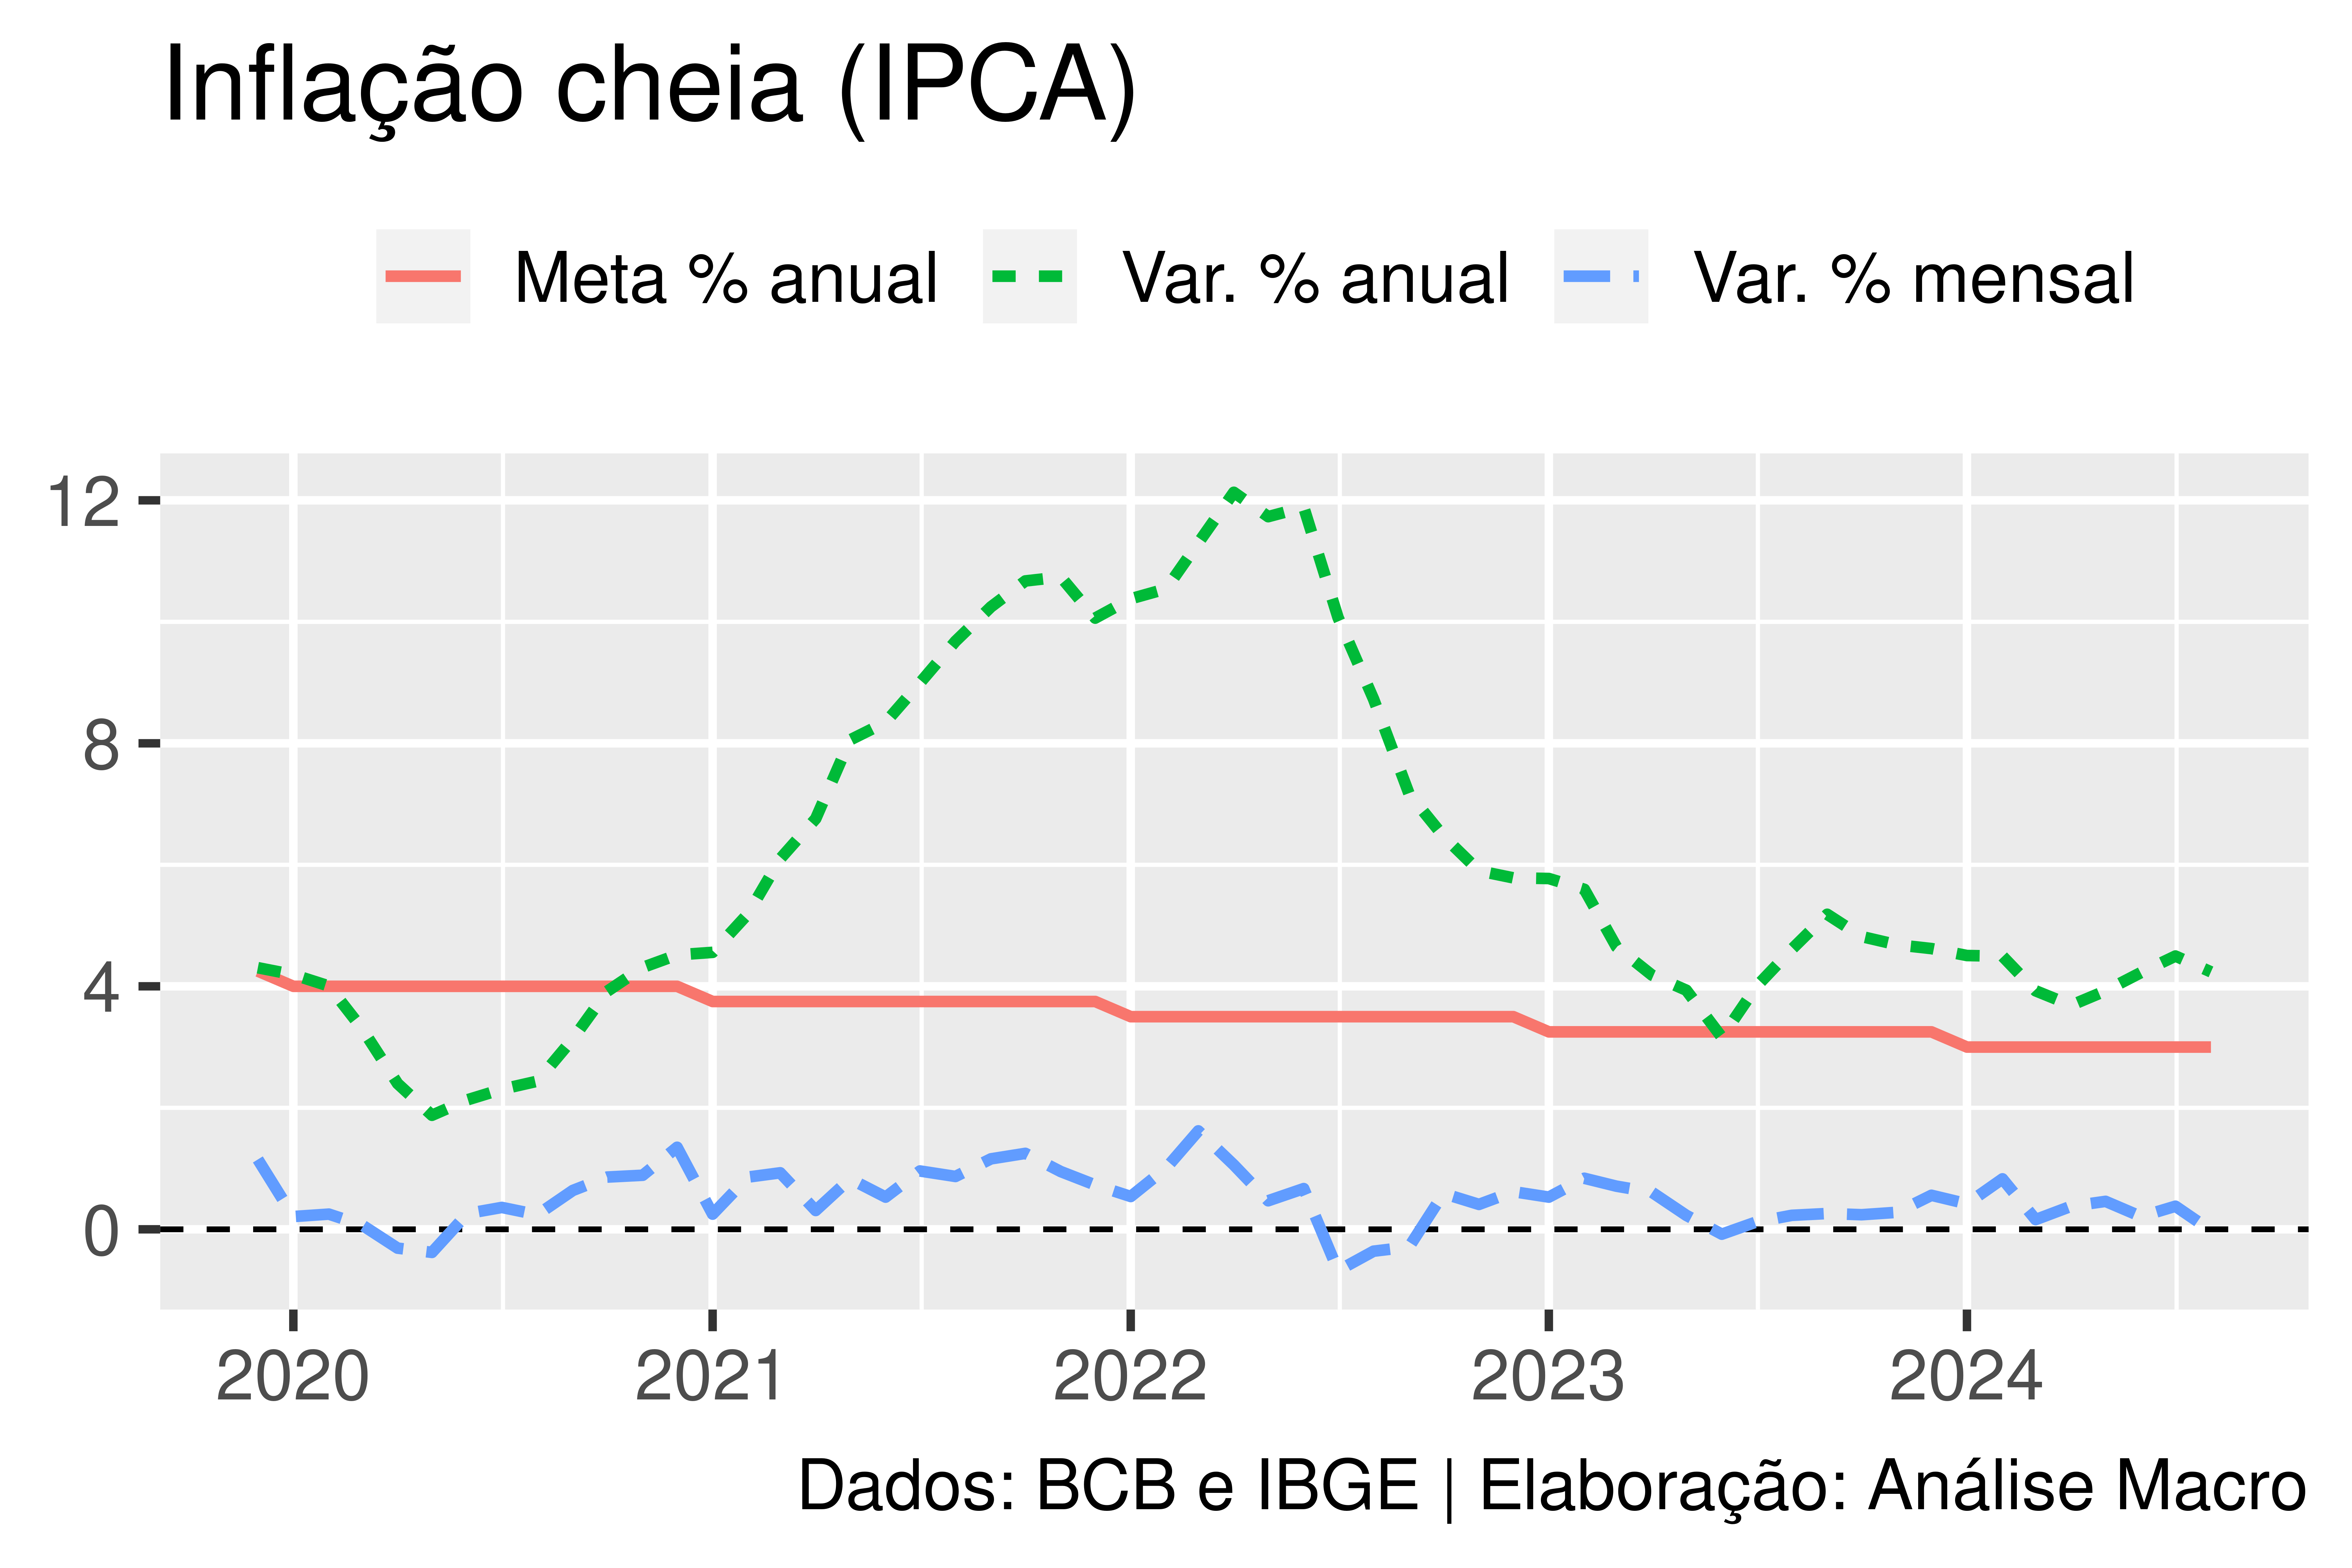 Inflação cheia (IPCA)
Meta % anual Var. % anual Var. % mensal
12
8
4
0
2020 2021 2022 2023 2024
Dados: BCB e IBGE | Elaboração: Análise Macro